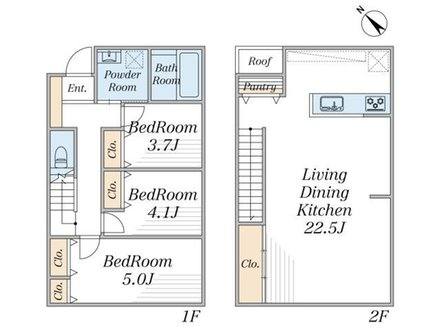 Ent.
Powder
Room
Bath
Room
BedRoom
3.7J
Clo.
BedRoom
4.1J
Clo.
BedRoom
5.0J
Clo.
Clo.
1F
Roof
Pantry
Living
Dining
Kitchen
22.5J
Clo.
2F